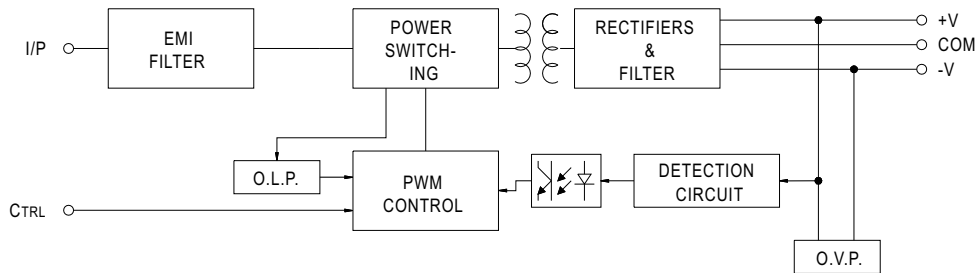 I/P
EMI
FILTER
POWER
SWITCH-
ING
RECTIFIERS
&
FILTER
+V
COM
-V
O.L.P.
PWM
CONTROL
DETECTION
CIRCUIT
CTRL
O.V.P.